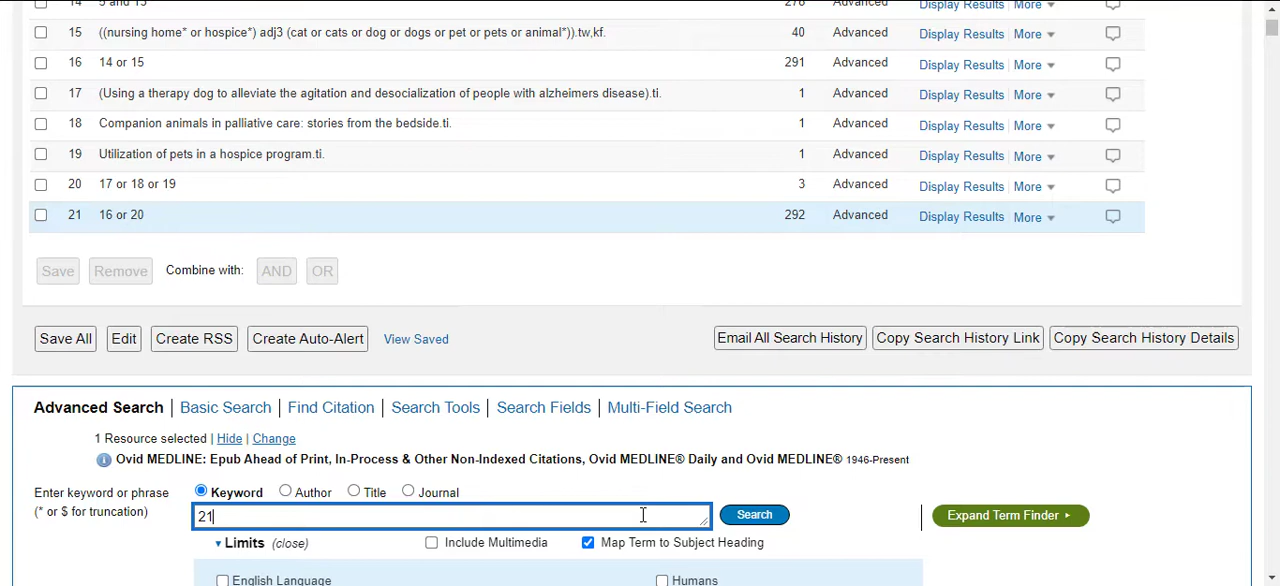 14 5 and 13 278 Advanced Display Results More
15 ((nursing home* or hospice*) adj3 (cat or cats or dog or dogs or pet or pets or animal*)).tw,kf. 40 Advanced Display Results More
16 14 or 15 291 Advanced Display Results More
17 (Using a therapy dog to alleviate the agitation and desocialization of people with alzheimers disease).ti. 1 Advanced Display Results More
18 Companion animals in palliative care: stories from the bedside.ti. 1 Advanced Display Results More
19 Utilization of pets in a hospice program.ti. 1 Advanced Display Results More
20 17 or 18 or 19 3 Advanced Display Results More
21 16 or 20 292 Advanced Display Results More
Save Remove Combine with: AND OR
Save All Edit Create RSS Create Auto-Alert View Saved Email All Search History Copy Search History Link Copy Search History Details
Advanced Search | Basic Search | Find Citation | Search Tools | Search Fields | Multi-Field Search
1 Resource selected | Hide | Change
Ovid MEDLINE: Epub Ahead of Print, In-Process & Other Non-Indexed Citations, Ovid MEDLINE® Daily and Ovid MEDLINE® 1946-Present
Enter keyword or phrase Keyword Author Title Journal
(* or $ for truncation)
21 Search Expand Term Finder
Limits (close) Include Multimedia Map Term to Subject Heading
English Language Humans